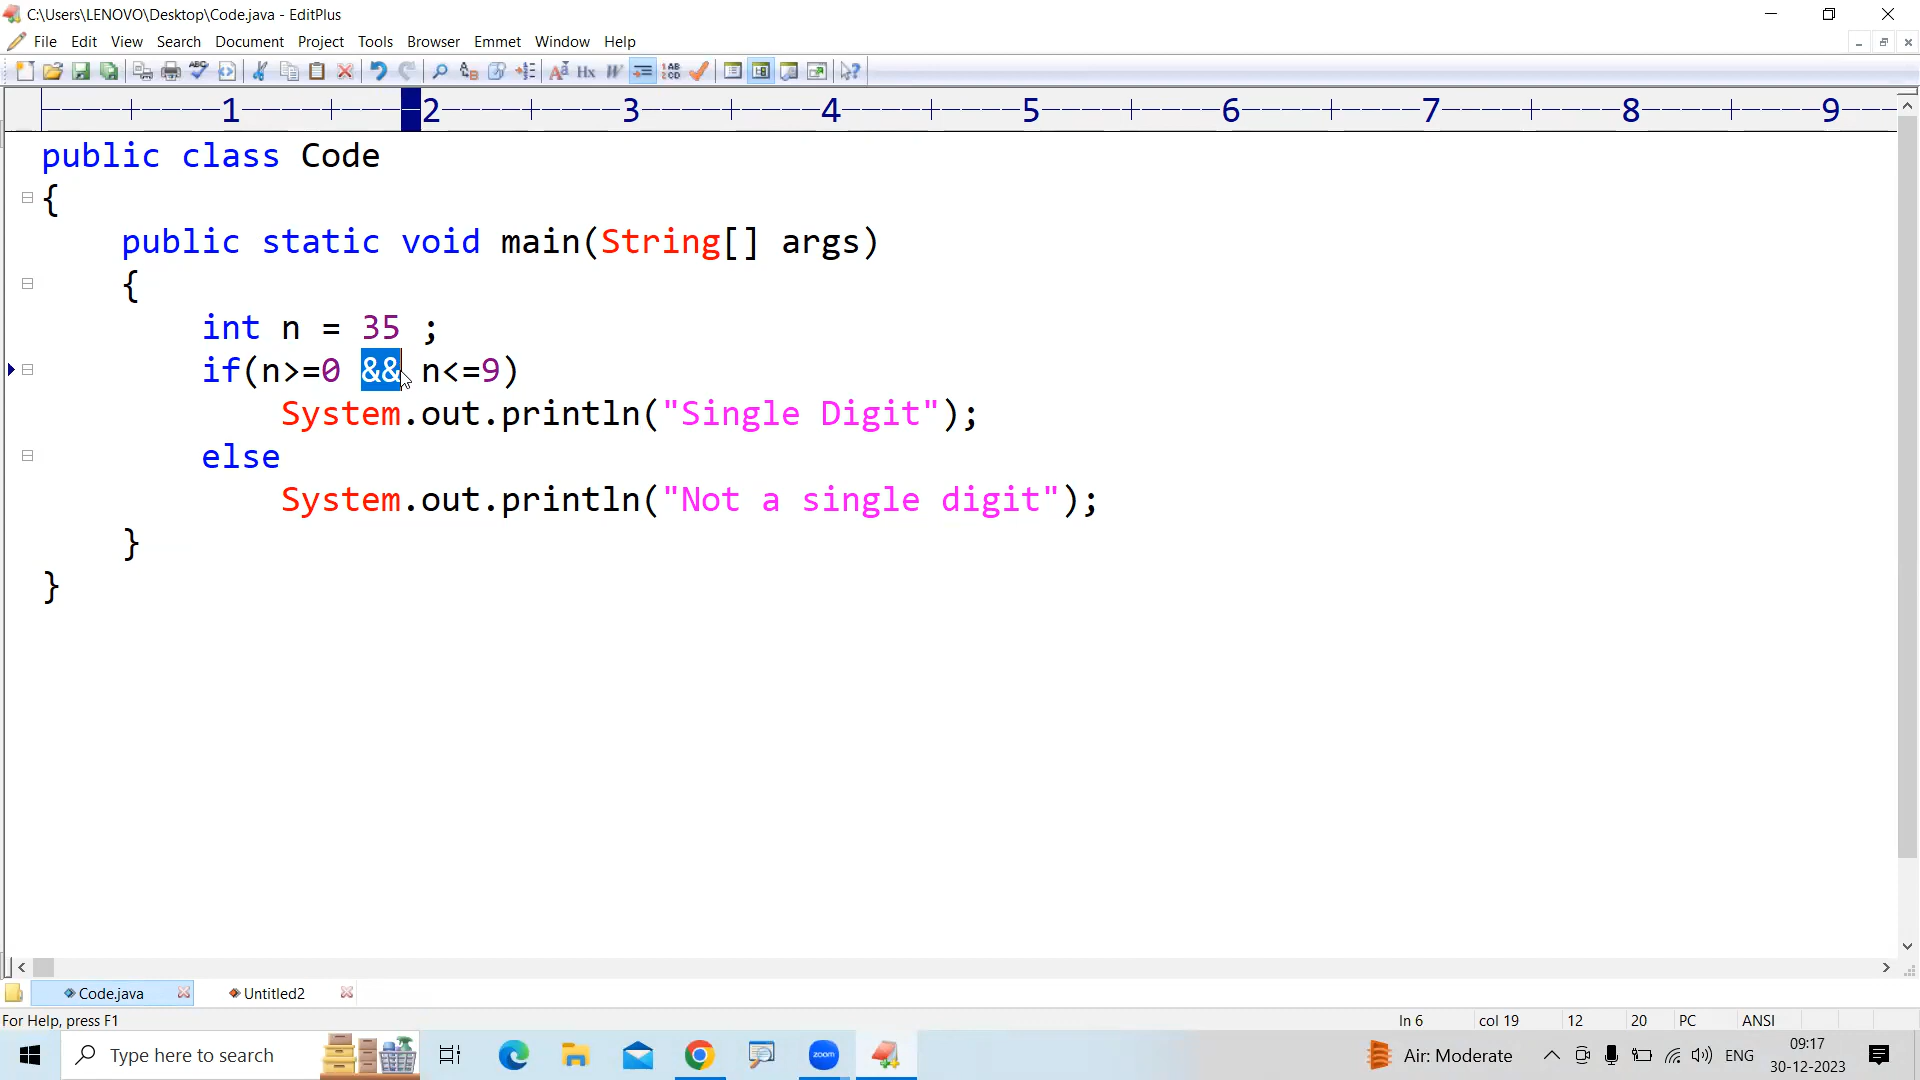 C:\Users\LENOVO\Desktop\Code.java - EditPlus
File Edit View Search Document Project Tools Browser Emmet Window Help
1 2 3 4 5 6 7 8 9
public class Code
{
public static void main(String[] args)
{
int n = 35 ;
if(n>=0 && n<=9)
System.out.println("Single Digit");
else
System.out.println("Not a single digit");
}
}
Code.java Untitled2
For Help, press F1 ln 6 col 19 12 20 PC ANSI
Type here to search zoom Air: Moderate ENG 09:17
30-12-2023